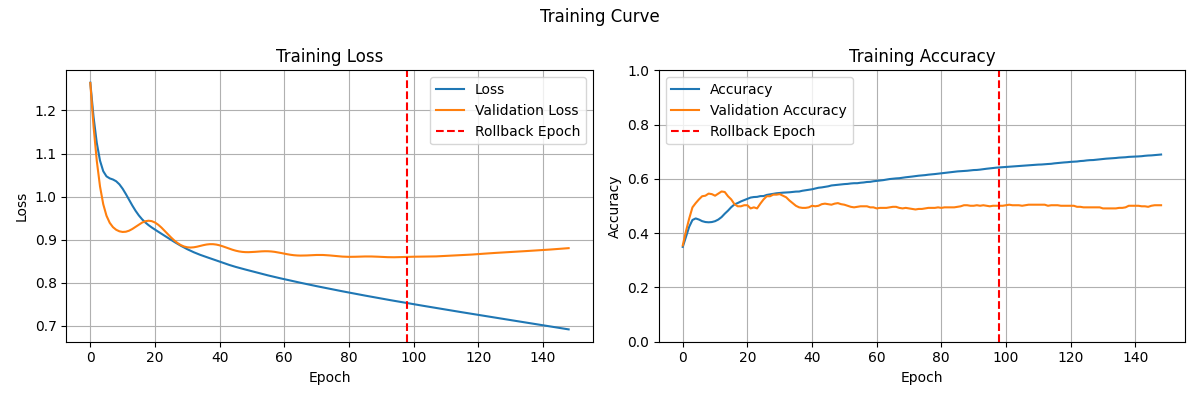 Training Curve
Training Loss
Loss
1.2
1.1
1.0
0.9
0.8
0.7
0 20 40 60 80 100 120 140
Epoch
Loss
Validation Loss
Rollback Epoch
Training Accuracy
Accuracy
1.0
0.8
0.6
0.4
0.2
0.0
0 20 40 60 80 100 120 140
Epoch
Accuracy
Validation Accuracy
Rollback Epoch